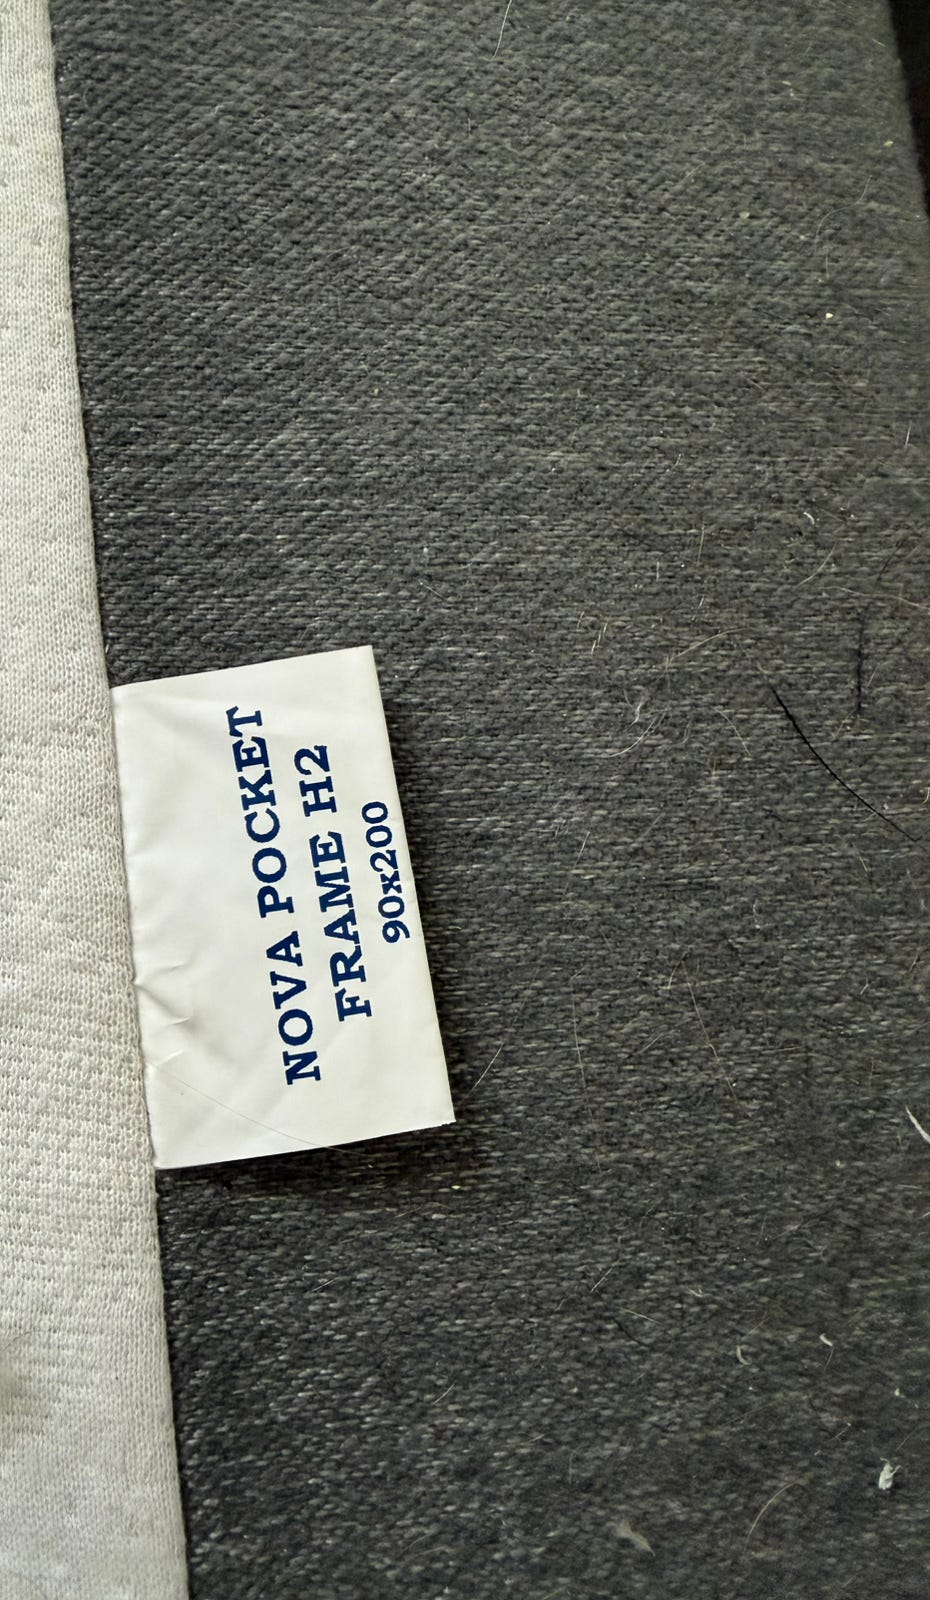 NOVA POCKET
FRAME H2
90x200